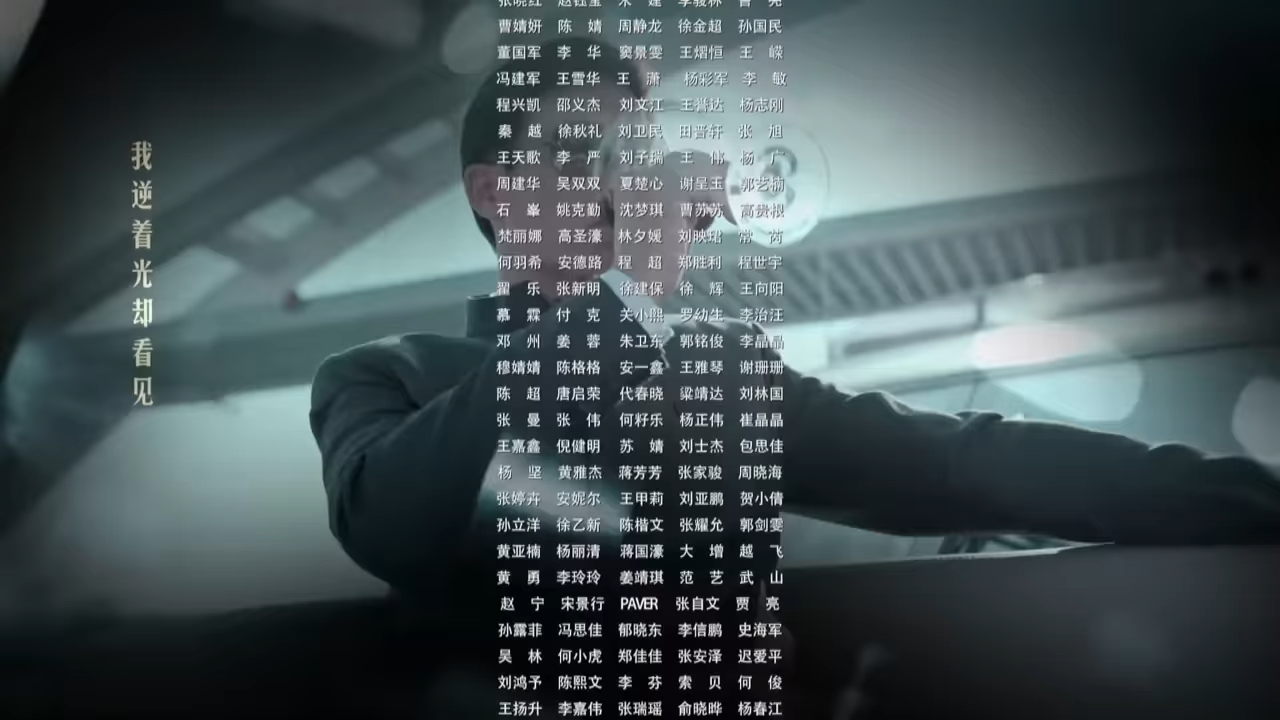 我逆着光却看见
曹婧妍 陈 婧 周静龙 徐金超 孙国民
董国军 李 华 窦景雯 王熠恒 王 嵘
冯建军 王雪华 王 潇 杨彩军 李 敏
程兴凯 邵义杰 刘文江 王誉达 杨志刚
秦 越 徐秋礼 刘卫民 田晋轩 张 旭
王天歌 李 严 刘子瑞 王 伟 杨 广
周建华 吴双双 夏楚心 谢呈玉 郭艺楠
石 峯 姚克勤 沈梦琪 曹苏苏 高贵根
梵丽娜 高圣濠 林夕媛 刘映珺 常 茵
何羽希 安德路 程 超 郑胜利 程世宇
翟 乐 张新明 徐建保 徐 辉 王向阳
慕 霖 付 克 关小熙 罗幼生 李治汪
邓 州 姜 蓉 朱卫东 郭铭俊 李晶晶
穆婧婧 陈格格 安一鑫 王雅琴 谢珊珊
陈 超 唐启荣 代春晓 梁靖达 刘林国
张 曼 张 伟 何籽乐 杨正伟 崔晶晶
王嘉鑫 倪健明 苏 婧 刘士杰 包思佳
杨 坚 黄雅杰 蒋芳芳 张家骏 周晓海
张婷卉 安妮尔 王甲莉 刘亚鹏 贺小倩
孙立洋 徐乙新 陈楷文 张耀允 郭剑雯
黄亚楠 杨丽清 蒋国濠 大 增 越 飞
黄 勇 李玲玲 姜靖琪 范 艺 武 山
赵 宁 宋景行 PAVER 张自文 贾 亮
孙露菲 冯思佳 郁晓东 李信鹏 史海军
吴 林 何小虎 郑佳佳 张安泽 迟爱平
刘鸿予 陈熙文 李 芬 索 贝 何 俊
王扬升 李嘉伟 张瑞瑶 俞晓晔 杨春江